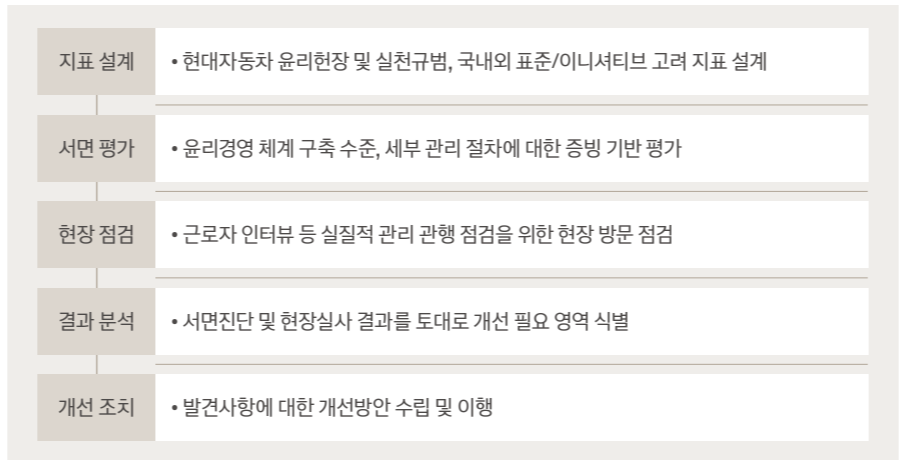 지표 설계
• 현대자동차 윤리헌장 및 실천규범, 국내외 표준/이니셔티브 고려 지표 설계
서면 평가
• 윤리경영 체계 구축 수준, 세부 관리 절차에 대한 증빙 기반 평가
현장 점검
• 근로자 인터뷰 등 실질적 관리 관행 점검을 위한 현장 방문 점검
결과 분석
• 서면진단 및 현장실사 결과를 토대로 개선 필요 영역 식별
개선 조치
• 발견사항에 대한 개선방안 수립 및 이행